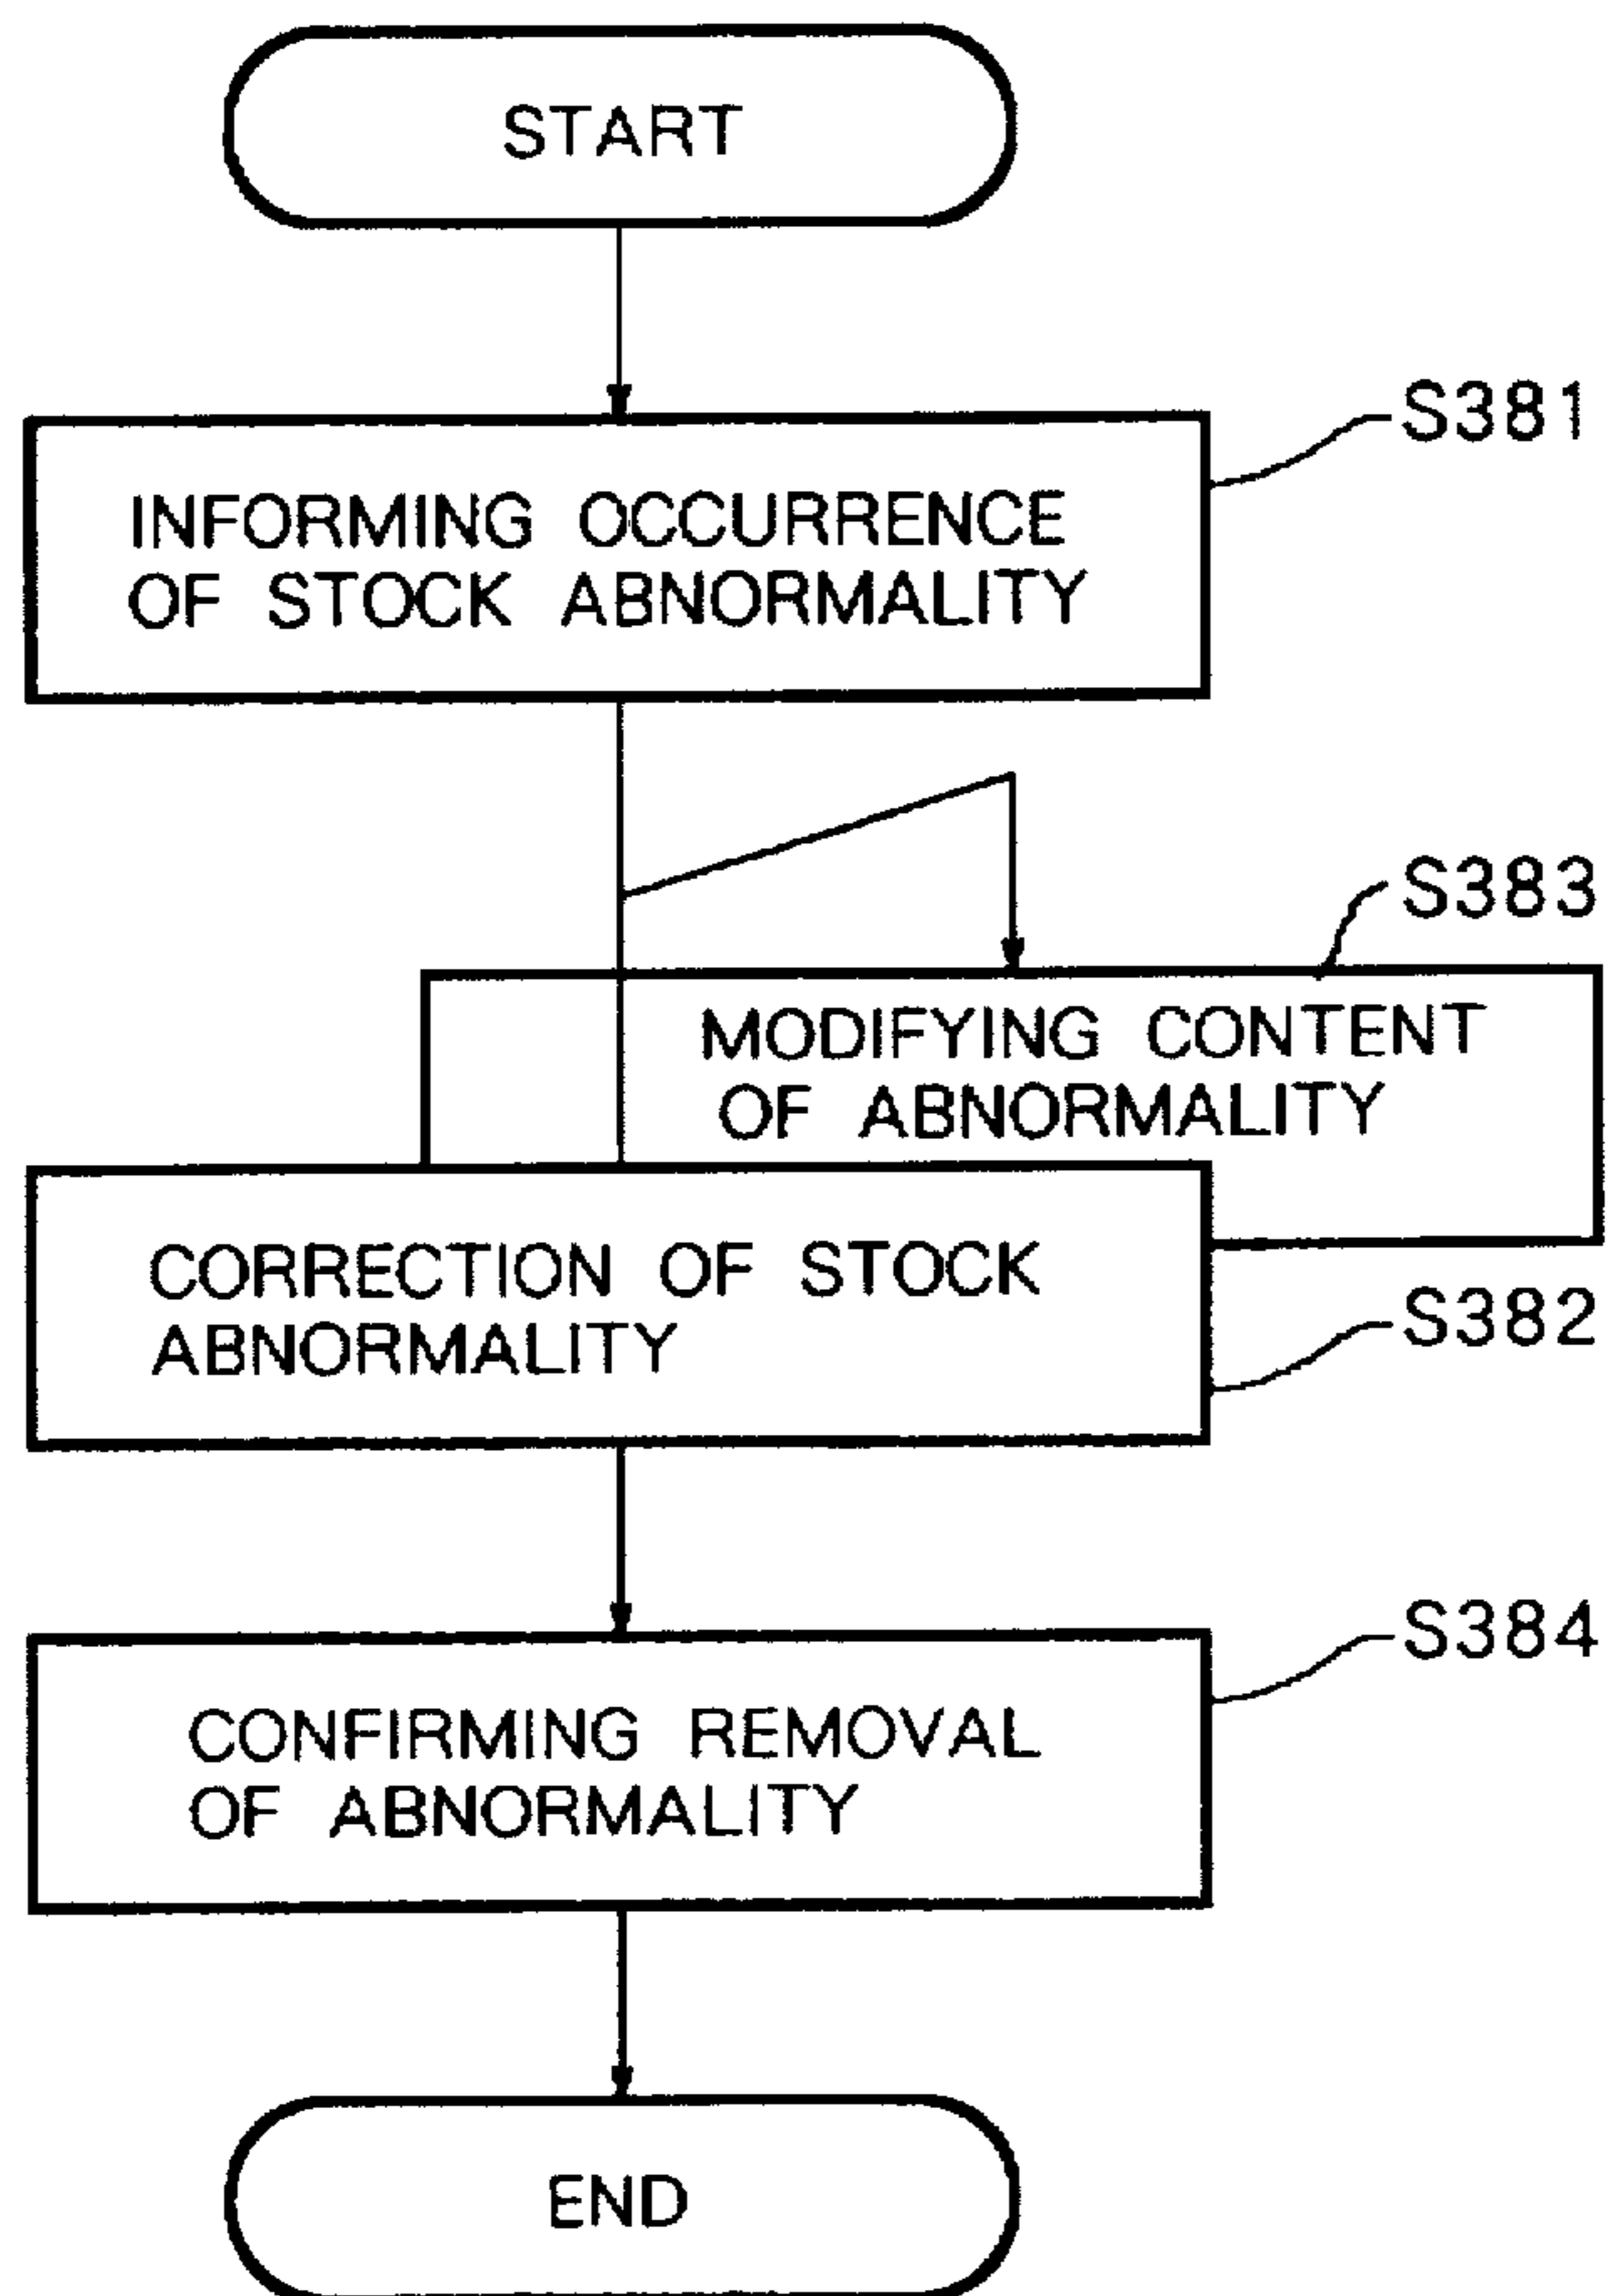 START
S381
INFORMING OCCURRENCE
OF STOCK ABNORMALITY
S383
MODIFYING CONTENT
OF ABNORMALITY
CORRECTION OF STOCK
ABNORMALITY
S382
S384
CONFIRMING REMOVAL
OF ABNORMALITY
END